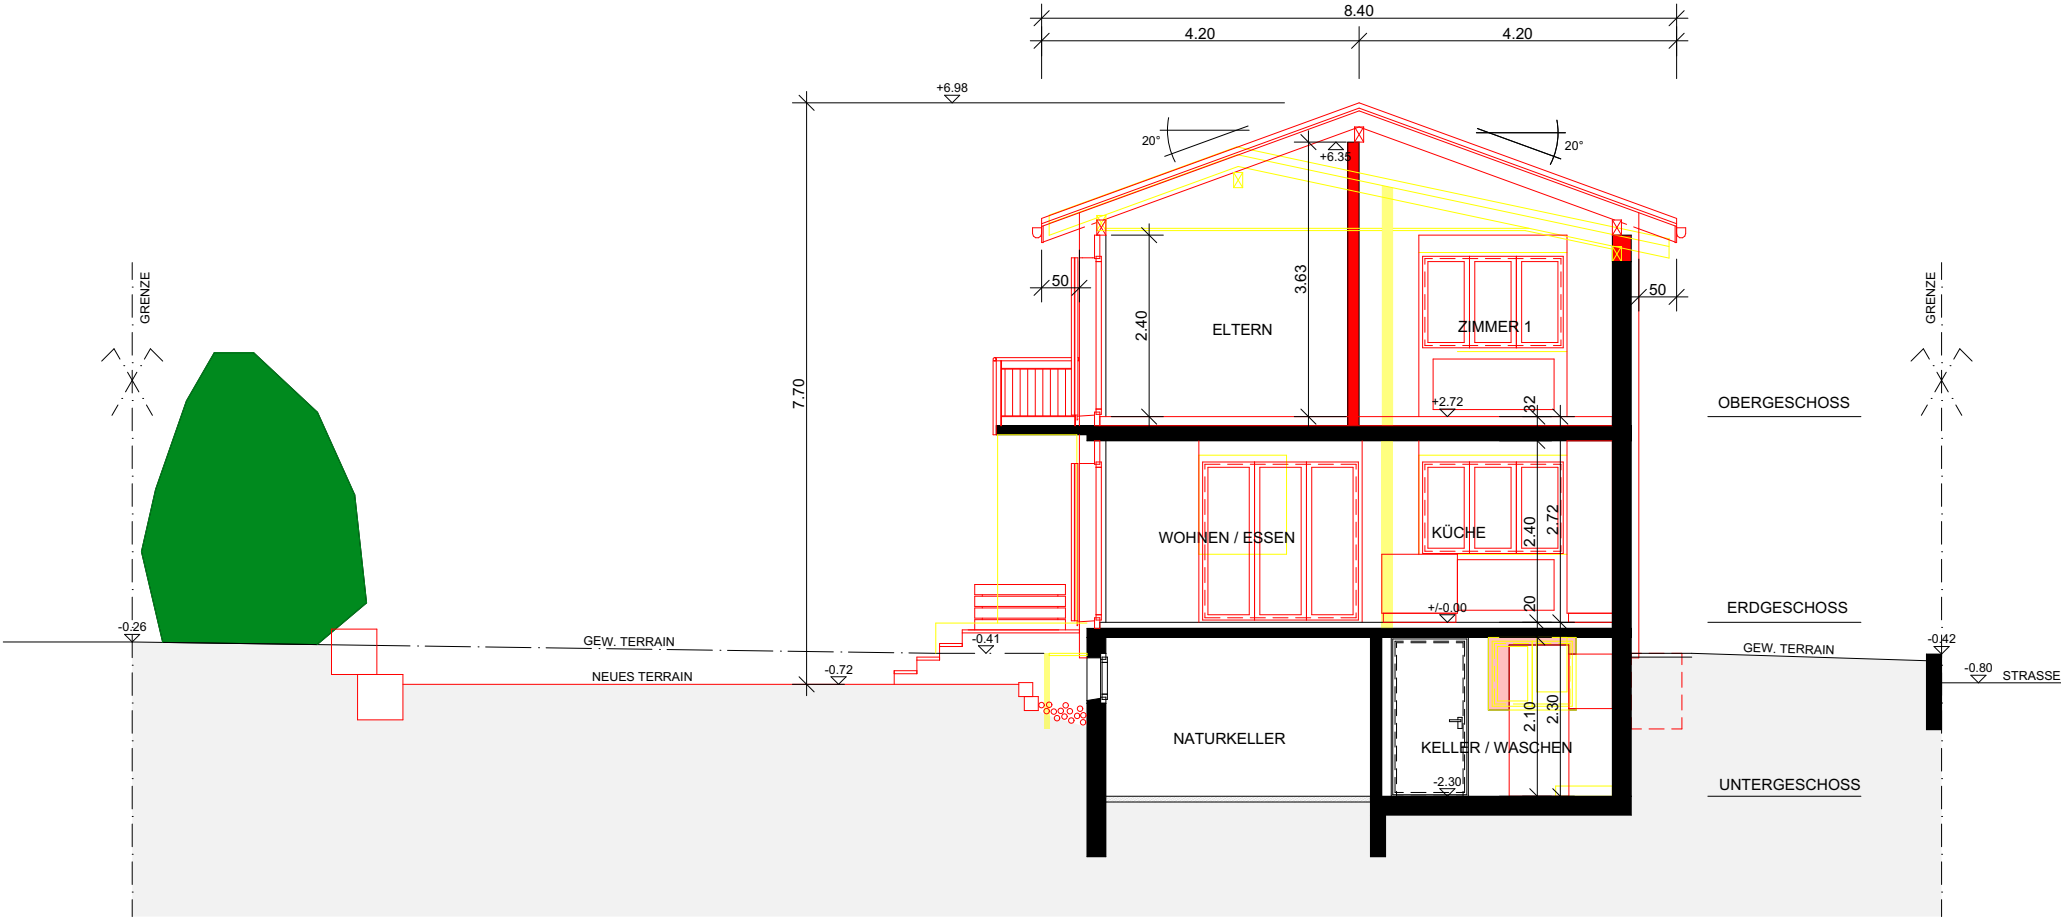 8.40
4.20
4.20
+6.98
20°
20°
+6.35
GRENZE
GRENZE
50
50
2.40
3.63
ELTERN
ZIMMER 1
7.70
+2.72
32
OBERGESCHOSS
WOHNEN / ESSEN
KÜCHE
2.40
2.72
+/-0.00
20
ERDGESCHOSS
-0.26
GEW. TERRAIN
-0.41
-0.42
GEW. TERRAIN
NEUES TERRAIN
-0.72
-0.80
STRASSE
2.10
2.30
NATURKELLER
KELLER / WASCHEN
-2.30
UNTERGESCHOSS